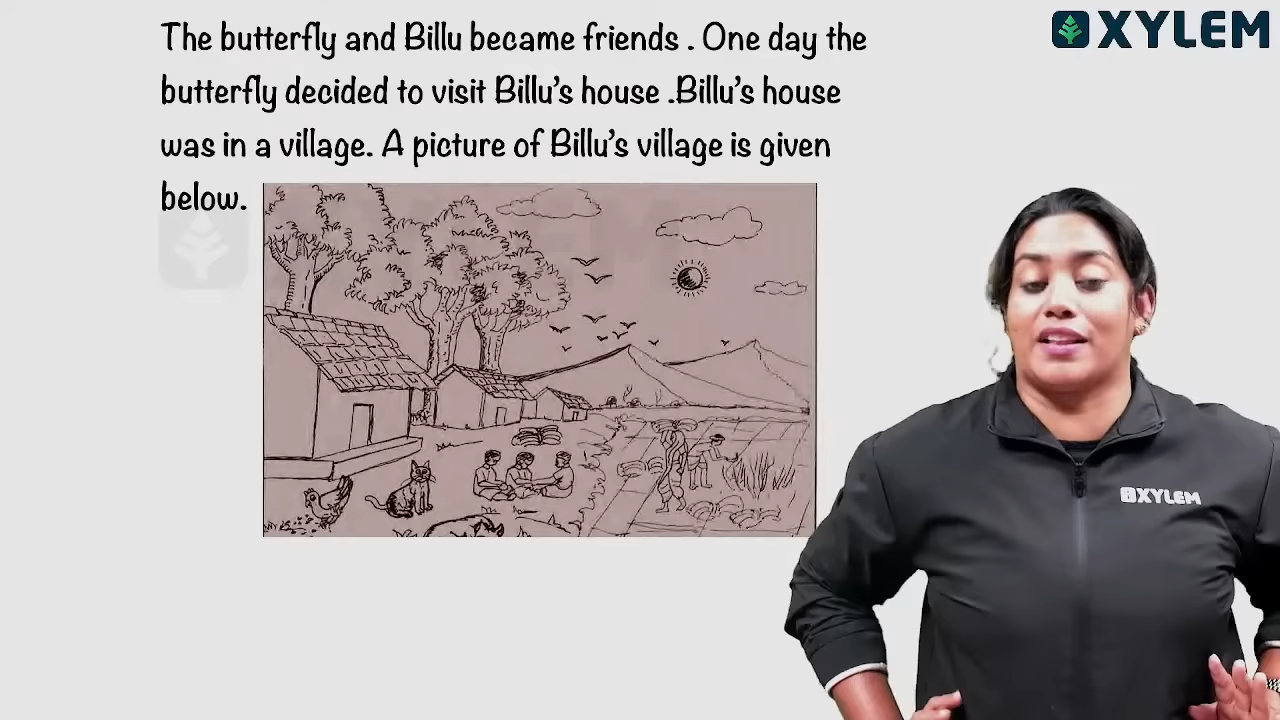 The butterfly and Billu became friends . One day the
butterfly decided to visit Billu's house .Billu's house
was in a village. A picture of Billu's village is given
below.
XYLEM
XYLEM